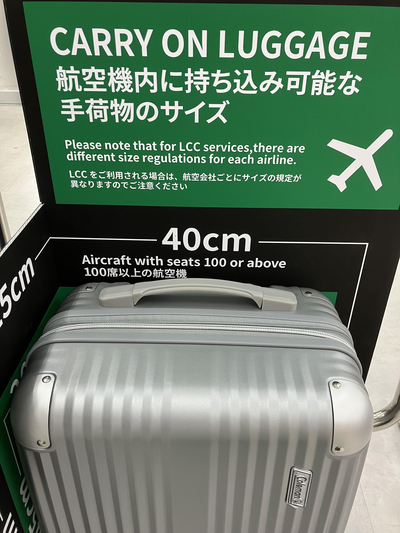 CARRY ON LUGGAGE
航空機内に持ち込み可能な
手荷物のサイズ
Please note that for LCC services,there are
different size regulations for each airline.
LCC をご利用される場合は、航空会社ごとにサイズの規定が
異なりますのでご注意ください
40cm
Aircraft with seats 100 or above
100席以上の航空機
5cm
Coleman